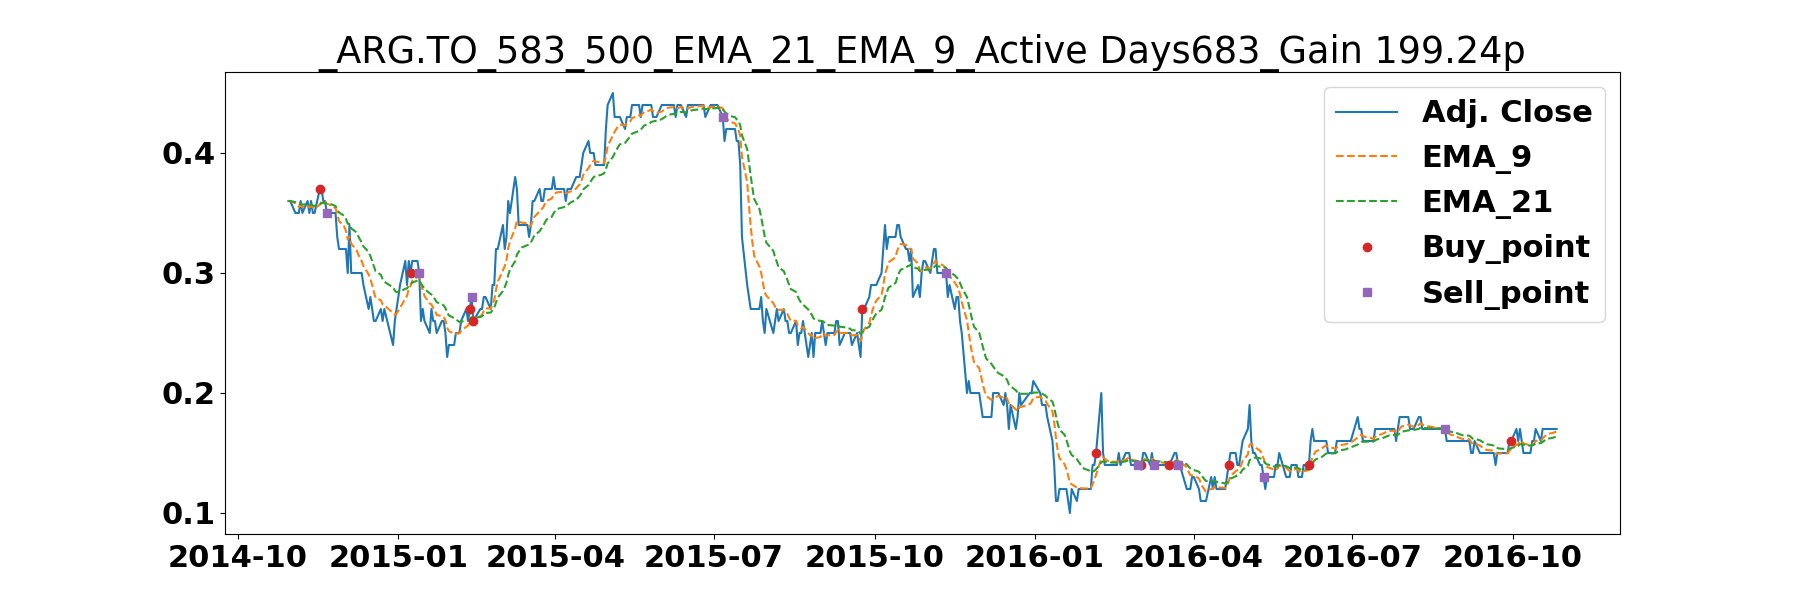 _ARG.TO_583_500_EMA_21_EMA_9_Active Days683_Gain 199.24p
Adj. Close
EMA_9
EMA_21
Buy_point
Sell_point
0.4
0.3
0.2
0.1
2014-10 2015-01 2015-04 2015-07 2015-10 2016-01 2016-04 2016-07 2016-10